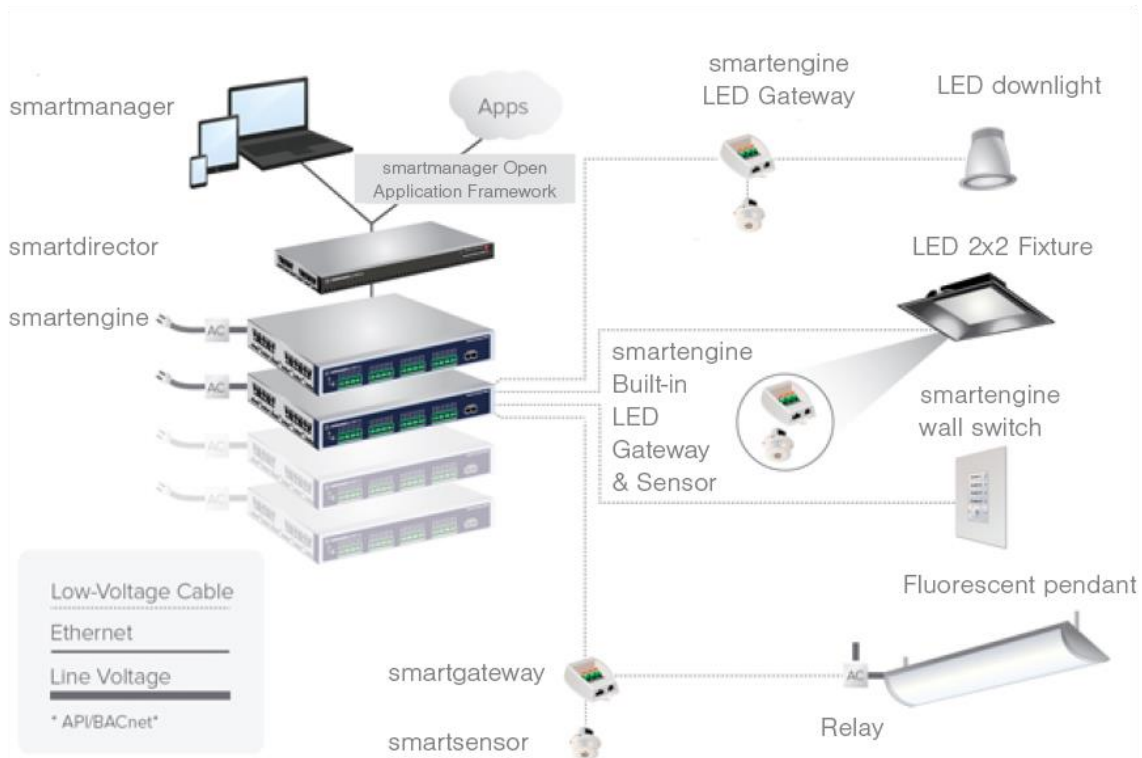 smartmanager
Apps
smartmanager Open
Application Framework
smartdirector
smartengine
AC
AC
AC
AC
smartengine
LED Gateway
LED downlight
LED 2x2 Fixture
smartengine
Built-in
LED
Gateway
& Sensor
smartengine
wall switch
Fluorescent pendant
smartgateway
AC
Relay
smartsensor
Low-Voltage Cable
Ethernet
Line Voltage
* API/BACnet*